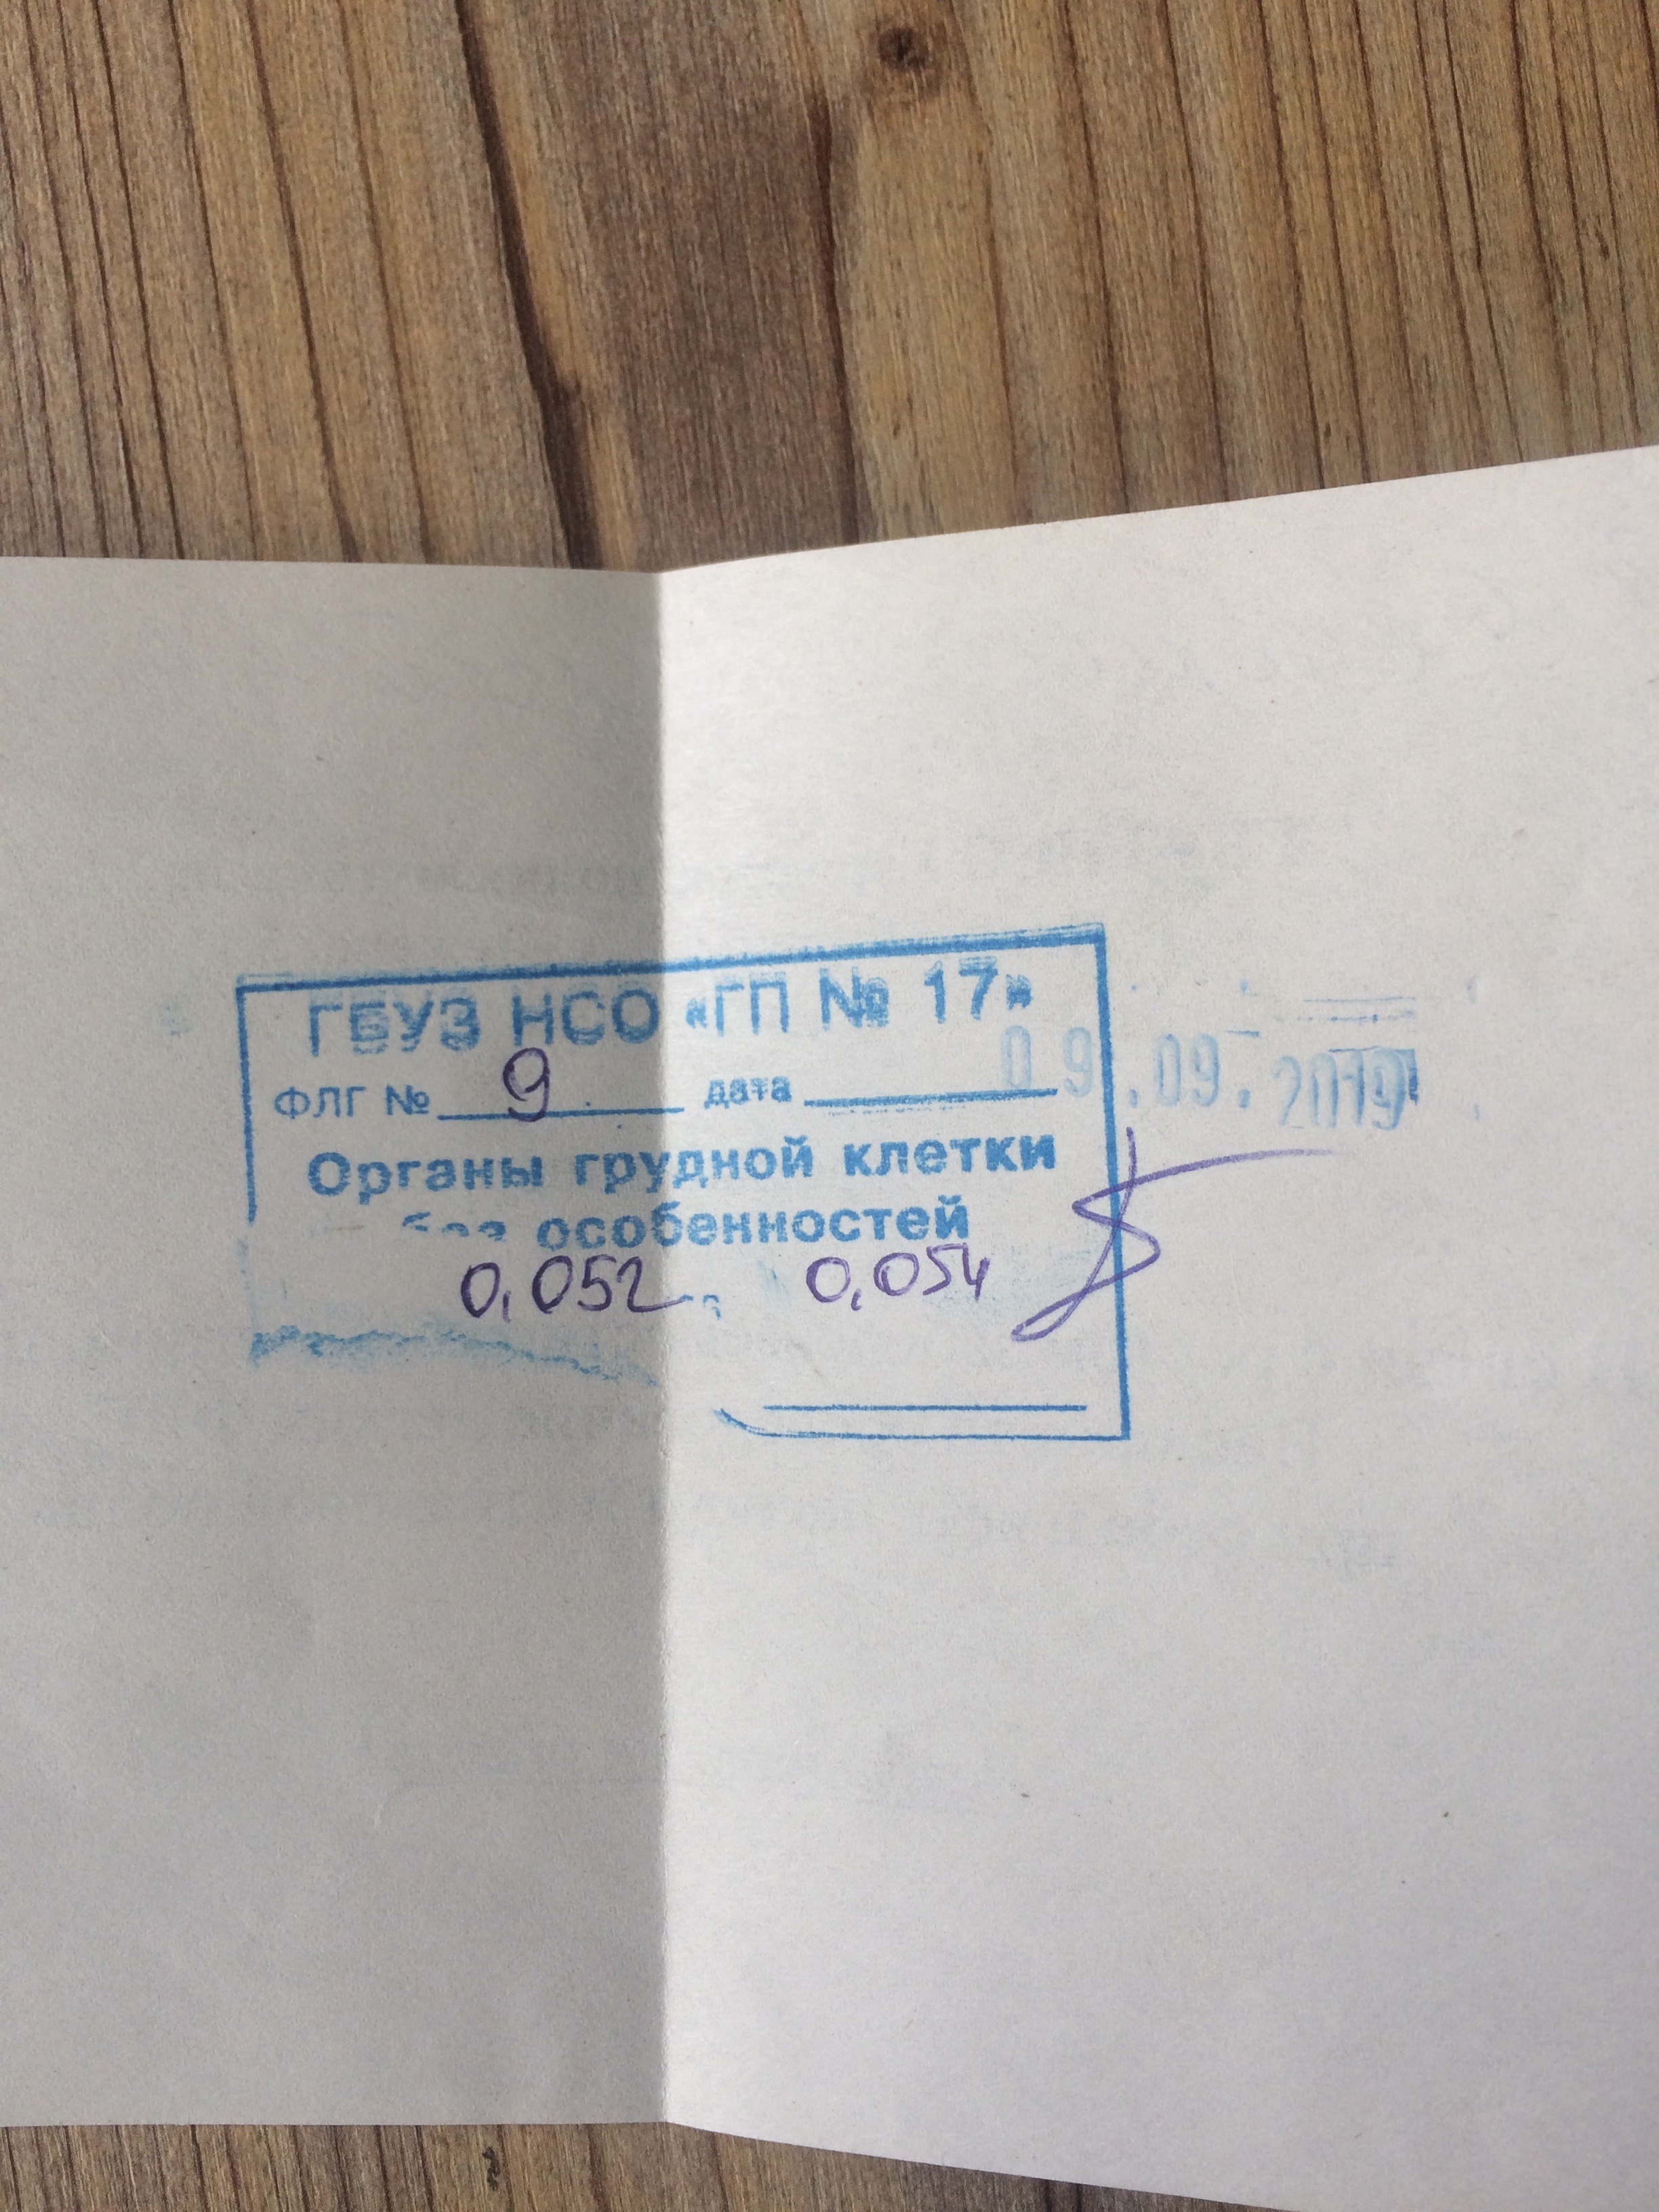 ГБУЗ НСО «ГП № 17»
ФЛГ № 9 дата 09.09.2019
Органы грудной клетки
без особенностей
0,052 0,054